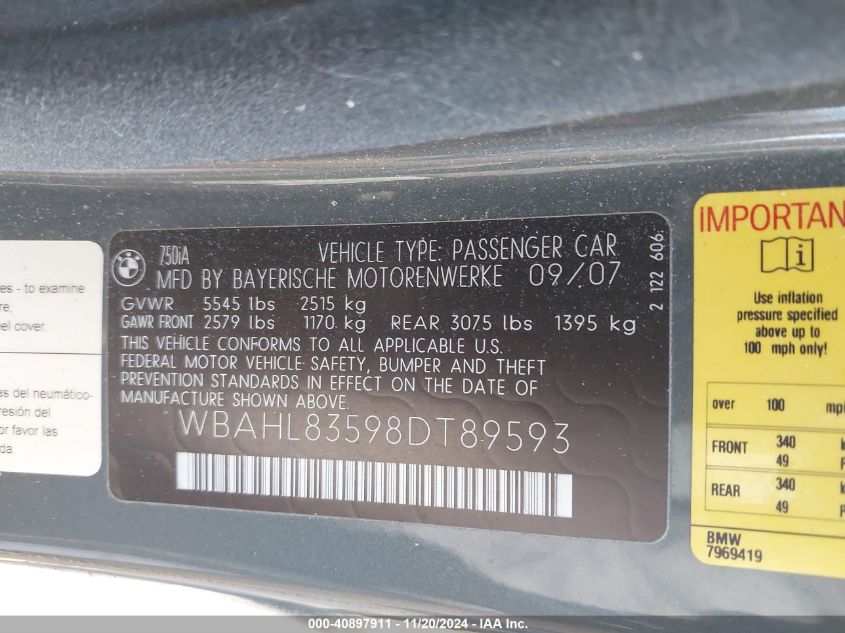 s - to examine
re,
el cover.
as del neumático-
resión del
or favor las
a.
BMW
750iA
VEHICLE TYPE: PASSENGER CAR
MFD BY BAYERISCHE MOTORENWERKE 09/07
GVWR 5545 lbs 2515 kg
GAWR FRONT 2579 lbs 1170 kg REAR 3075 lbs 1395 kg
THIS VEHICLE CONFORMS TO ALL APPLICABLE U.S.
FEDERAL MOTOR VEHICLE SAFETY, BUMPER AND THEFT
PREVENTION STANDARDS IN EFFECT ON THE DATE OF
MANUFACTURE SHOWN ABOVE.
WBAHL83598DT89593
2 122 606.
IMPORTAN
i
Use inflation
pressure specified
above up to
100 mph only!
over 100 mp
FRONT 340 k
49 P
REAR 340 k
49 P
BMW
7969419
000-40897911 - 11/20/2024 - IAA, Inc.